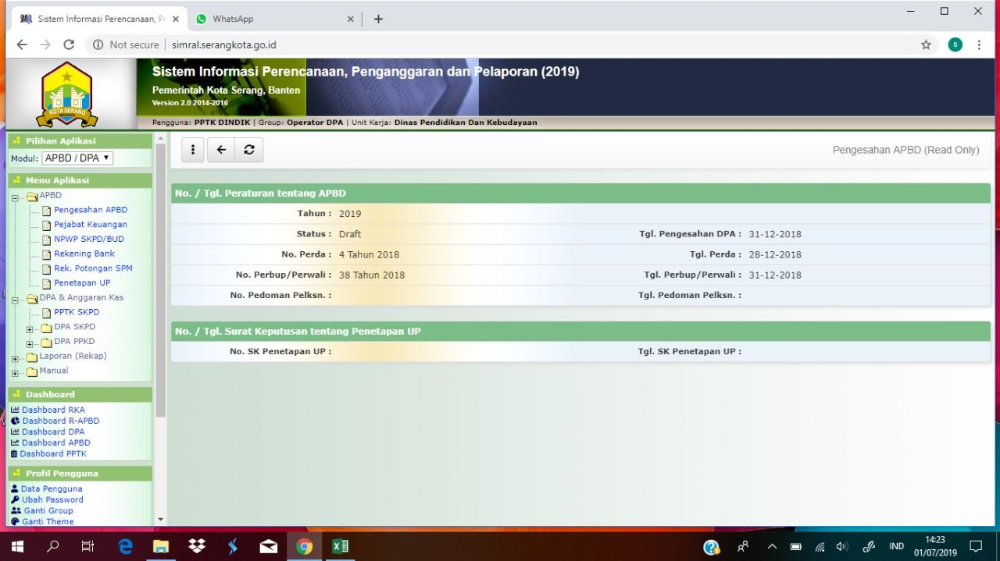 Sistem Informasi Perencanaan, Pe
WhatsApp
Not secure | simral.serangkota.go.id
S
KOTA SERANG
Sistem Informasi Perencanaan, Penganggaran dan Pelaporan (2019)
Pemerintah Kota Serang, Banten
Version 2.0 2014-2016
Pengguna: PPTK DINDIK | Group: Operator DPA | Unit Kerja: Dinas Pendidikan Dan Kebudayaan
Pilihan Aplikasi
Modul: APBD / DPA
Menu Aplikasi
APBD
Pengesahan APBD
Pejabat Keuangan
NPWP SKPD/BUD
Rekening Bank
Rek. Potongan SPM
Penetapan UP
DPA & Anggaran Kas
PPTK SKPD
DPA SKPD
DPA PPKD
Laporan (Rekap)
Manual
Dashboard
Dashboard RKA
Dashboard R-APBD
Dashboard DPA
Dashboard APBD
Dashboard PPTK
Profil Pengguna
Data Pengguna
Ubah Password
Ganti Group
Ganti Theme
Pengesahan APBD (Read Only)
No. / Tgl. Peraturan tentang APBD
Tahun : 2019
Status : Draft Tgl. Pengesahan DPA : 31-12-2018
No. Perda : 4 Tahun 2018 Tgl. Perda : 28-12-2018
No. Perbup/Perwali : 38 Tahun 2018 Tgl. Perbup/Perwali : 31-12-2018
No. Pedoman Pelksn. : Tgl. Pedoman Pelksn. :
No. / Tgl. Surat Keputusan tentang Penetapan UP
No. SK Penetapan UP : Tgl. SK Penetapan UP :
IND
14:23
01/07/2019